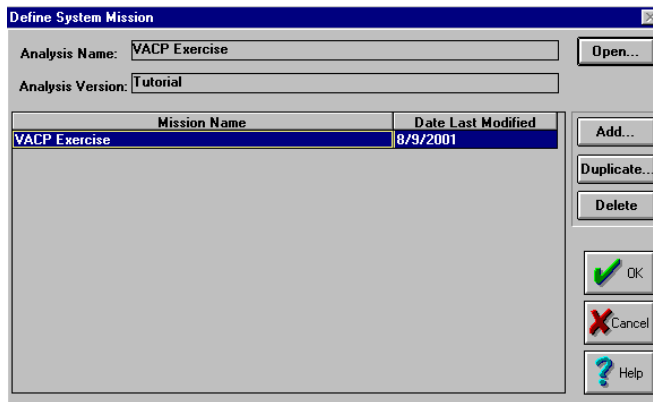 Define System Mission
Analysis Name: VACP Exercise
Open...
Analysis Version: Tutorial
Mission Name Date Last Modified
VACP Exercise 8/9/2001
Add...
Duplicate...
Delete
OK
Cancel
Help